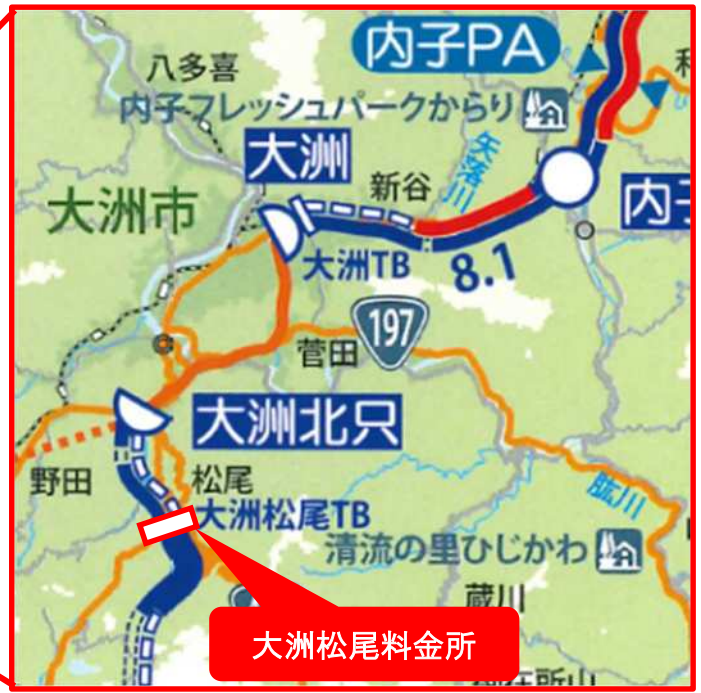 内子PA
八多喜
内子フレッシュパークからり
大洲
新谷
矢落川
大洲市
内子
大洲TB
8.1
197
菅田
大洲北只
野田
松尾
大洲松尾TB
肱川
清流の里ひじかわ
蔵川
大洲松尾料金所